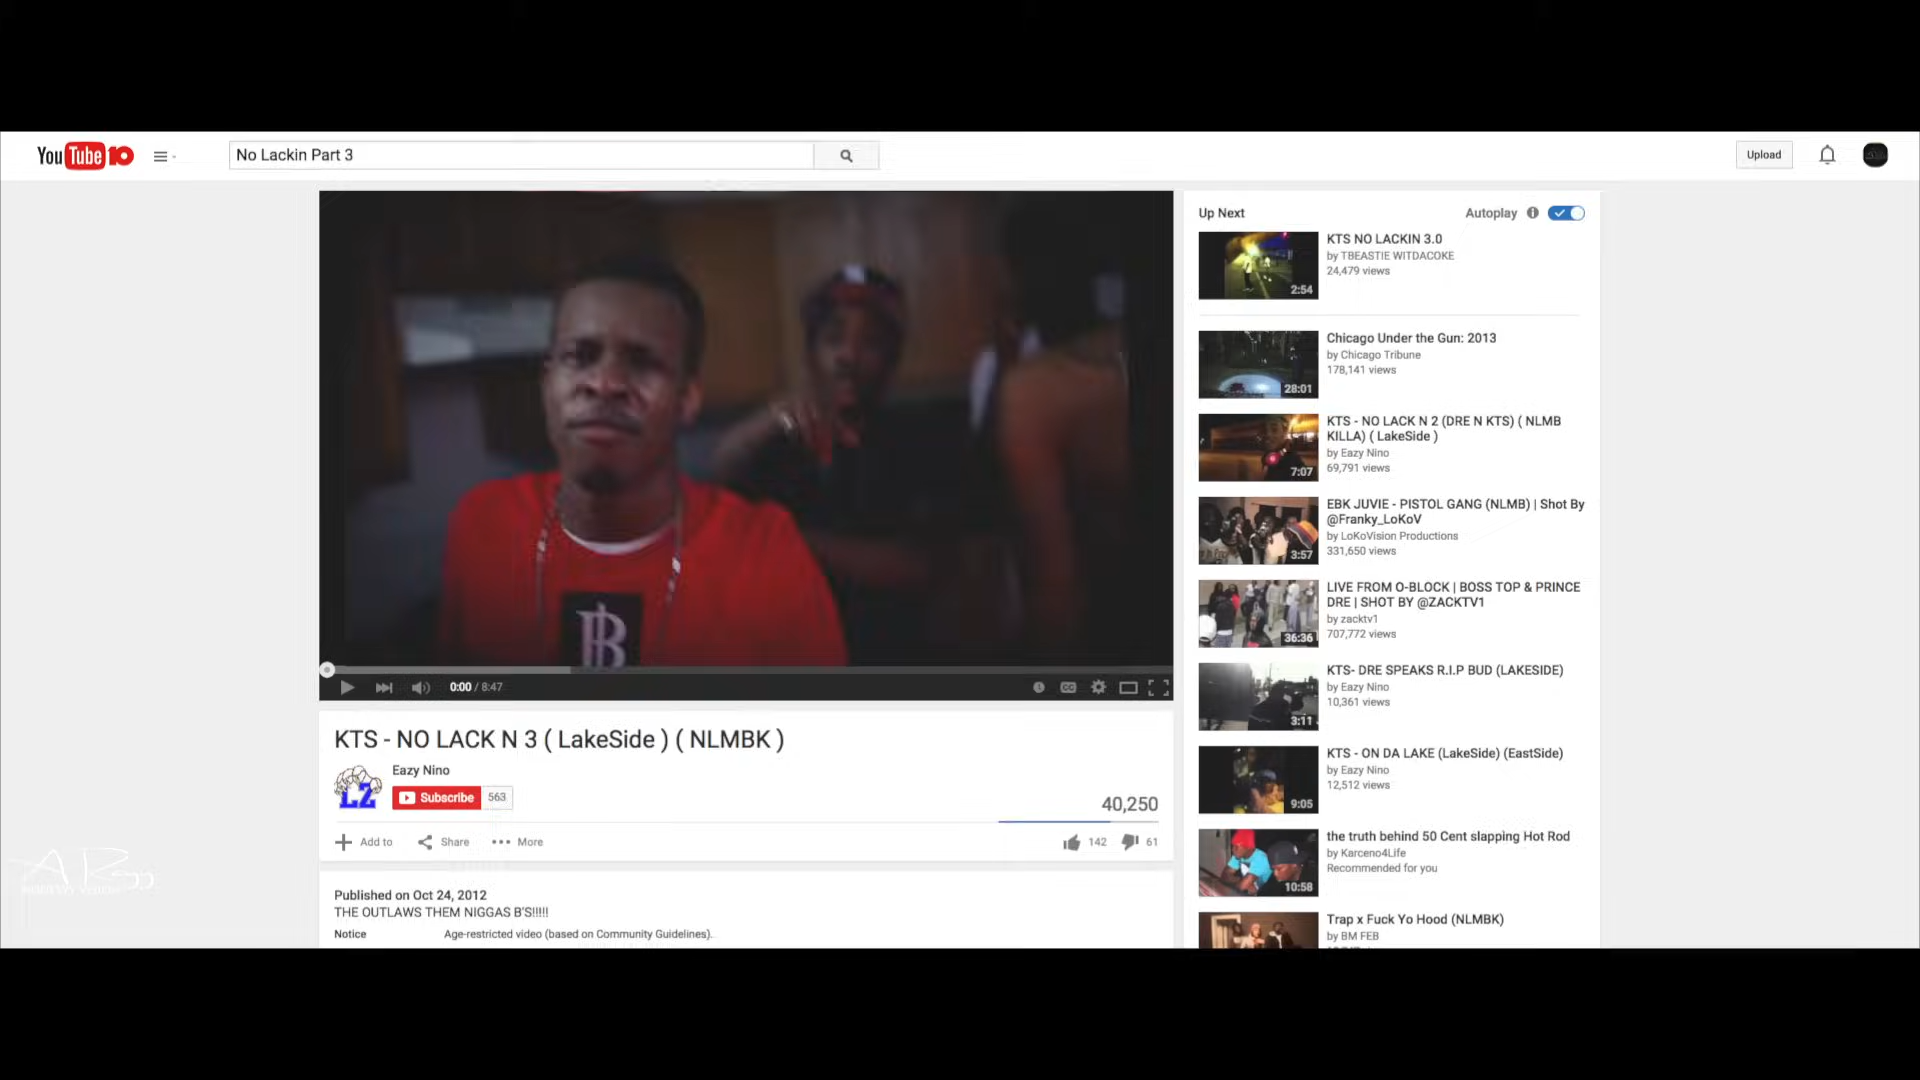 YouTube 10
No Lackin Part 3
Upload
Up Next
Autoplay
KTS NO LACKIN 3.0
by TBEASTIE WITDACOKE
24,479 views
2:54
Chicago Under the Gun: 2013
by Chicago Tribune
178,141 views
28:01
KTS - NO LACK N 2 (DRE N KTS) ( NLMB
KILLA) ( LakeSide )
by Eazy Nino
69,791 views
7:07
EBK JUVIE - PISTOL GANG (NLMB) | Shot By
@Franky_LoKoV
by LoKoVision Productions
331,650 views
3:57
LIVE FROM O-BLOCK | BOSS TOP & PRINCE
DRE | SHOT BY @ZACKTV1
by zacktv1
707,772 views
36:36
KTS- DRE SPEAKS R.I.P BUD (LAKESIDE)
by Eazy Nino
10,361 views
3:11
KTS - ON DA LAKE (LakeSide) (EastSide)
by Eazy Nino
12,512 views
9:05
the truth behind 50 Cent slapping Hot Rod
by Karceno4Life
Recommended for you
10:58
Trap x Fuck Yo Hood (NLMBK)
by BM FEB
0:00 / 8:47
CC
KTS - NO LACK N 3 ( LakeSide ) ( NLMBK )
LZ
Eazy Nino
Subscribe 563
40,250
Add to Share More
142 61
Published on Oct 24, 2012
THE OUTLAWS THEM NIGGAS B'S!!!!!
Notice Age-restricted video (based on Community Guidelines).